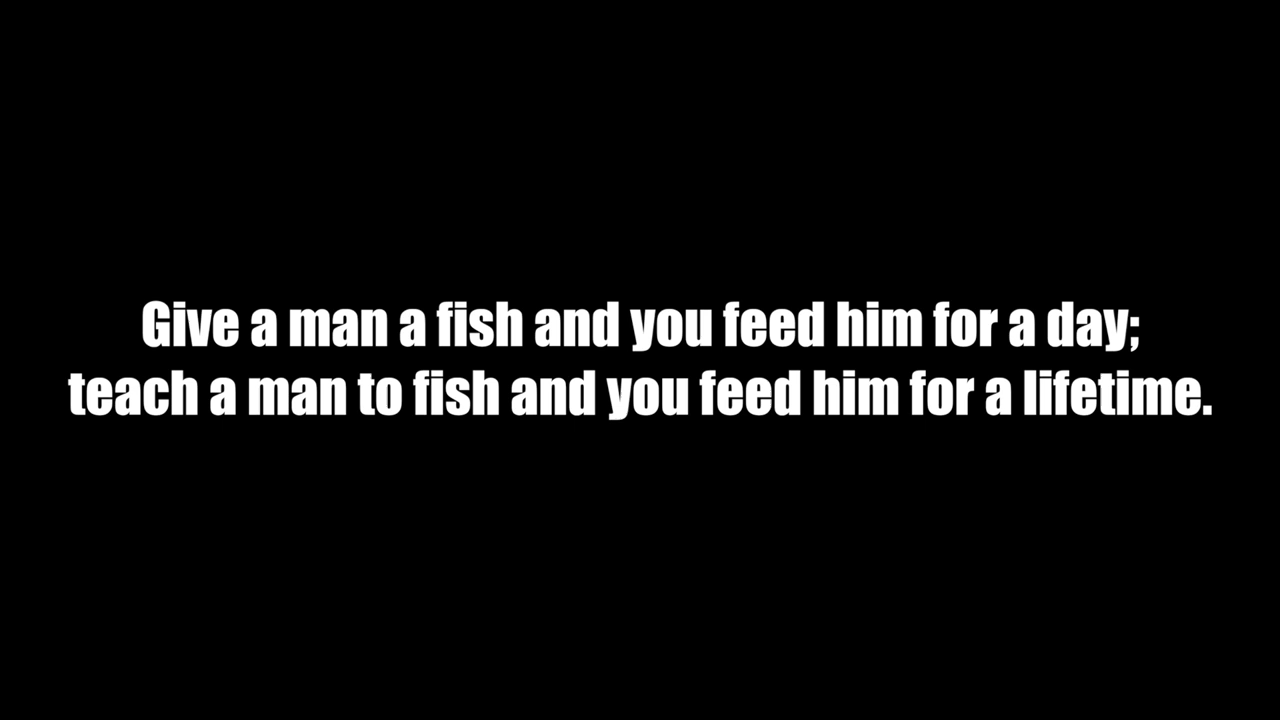 Give a man a fish and you feed him for a day;
teach a man to fish and you feed him for a lifetime.